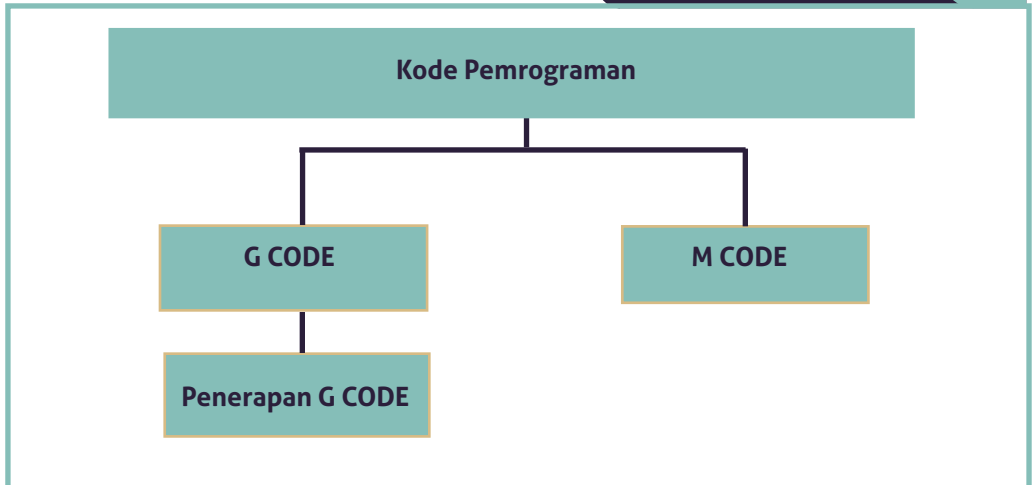 Kode Pemrograman
G CODE
M CODE
Penerapan G CODE